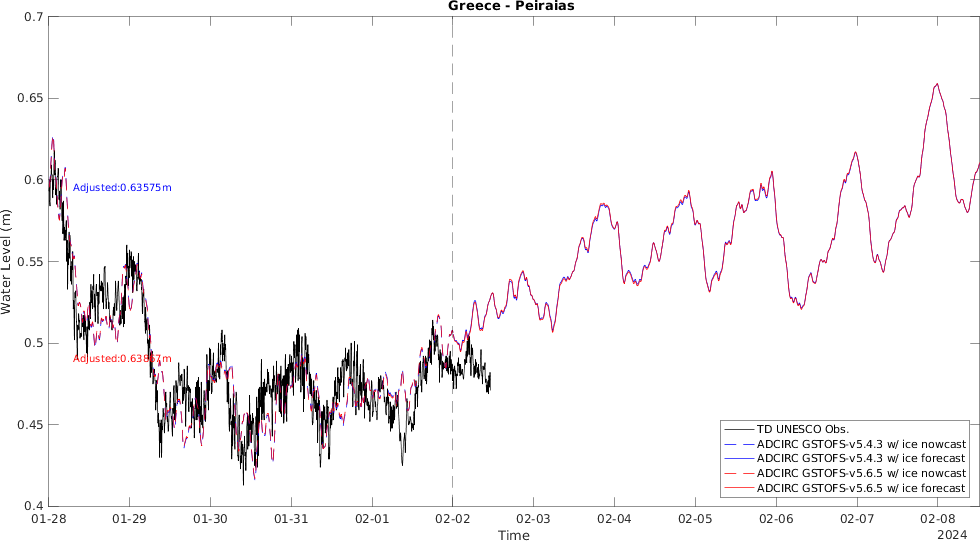 Greece - Peiraias
0.7
0.65
0.6
0.55
0.5
0.45
0.4
Water Level (m)
Adjusted:0.63575m
Adjusted:0.63867m
TD UNESCO Obs.
ADCIRC GSTOFS-v5.4.3 w/ ice nowcast
ADCIRC GSTOFS-v5.4.3 w/ ice forecast
ADCIRC GSTOFS-v5.6.5 w/ ice nowcast
ADCIRC GSTOFS-v5.6.5 w/ ice forecast
01-28 01-29 01-30 01-31 02-01 02-02 02-03 02-04 02-05 02-06 02-07 02-08
Time
2024